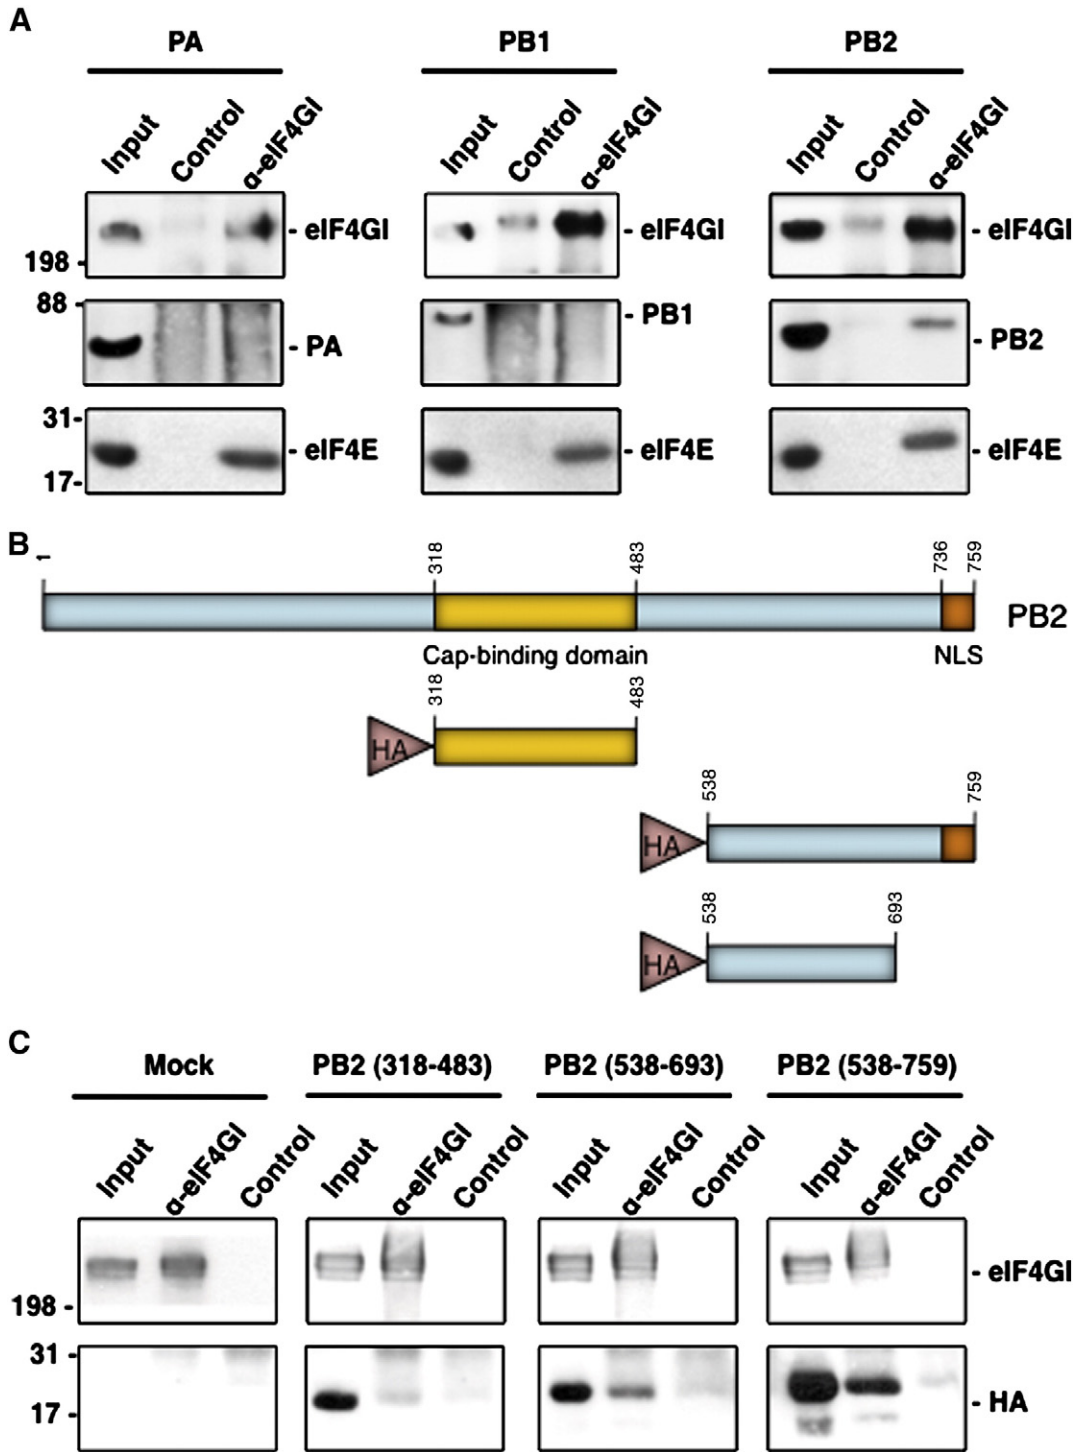 A
PA PB1 PB2
Input Control α-eIF4GI Input Control α-eIF4GI Input Control α-eIF4GI
198 - - eIF4GI - eIF4GI - eIF4GI
88 - - PA - PB1 - PB2
31- - eIF4E - eIF4E - eIF4E
17-
B
1 318 483 736 759
PB2
Cap-binding domain NLS
318 483
HA
538 759
HA
538 693
HA
C
Mock PB2 (318-483) PB2 (538-693) PB2 (538-759)
Input α-eIF4GI Control Input α-eIF4GI Control Input α-eIF4GI Control Input α-eIF4GI Control
- eIF4GI
198 -
31 -
- HA
17 -